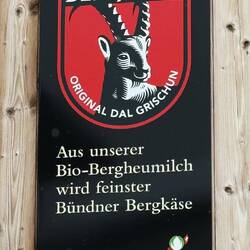 ORIGINAL DAL GRISCHUN
Aus unserer
Bio-Bergheumilch
wird feinster
Bündner Bergkäse